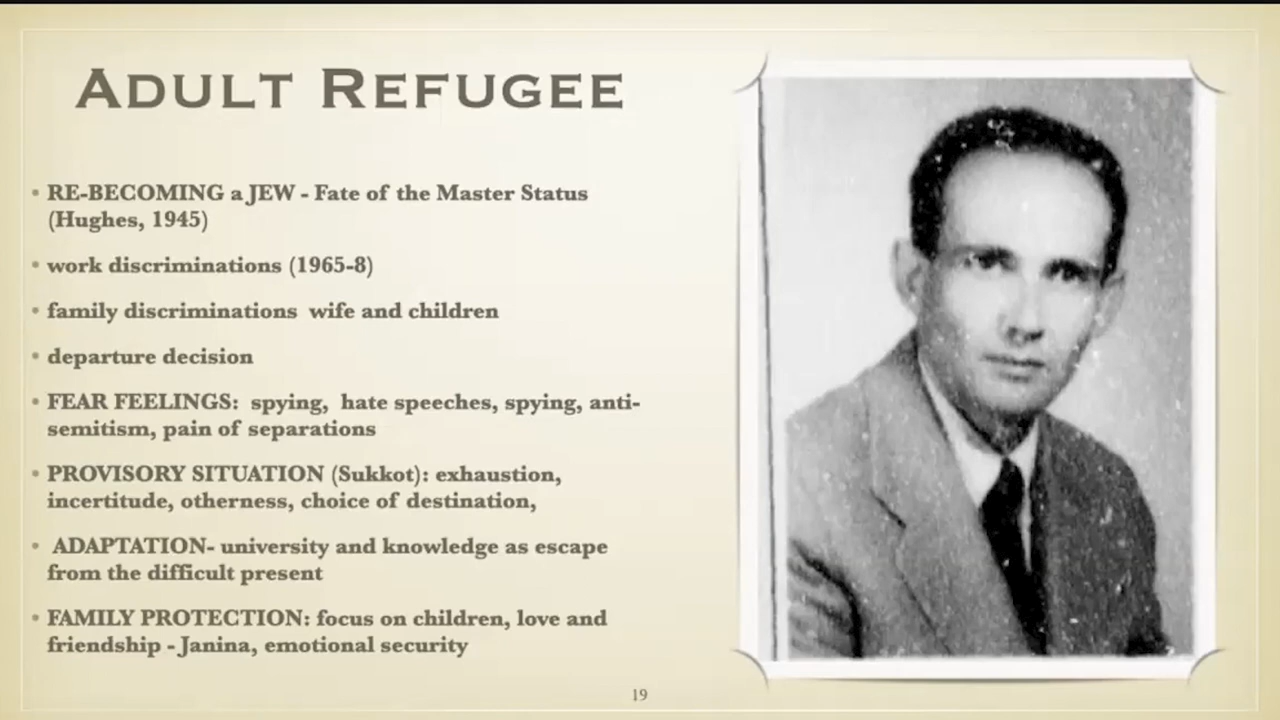 ADULT REFUGEE
• RE-BECOMING a JEW - Fate of the Master Status
(Hughes, 1945)
• work discriminations (1965-8)
• family discriminations wife and children
• departure decision
• FEAR FEELINGS: spying, hate speeches, spying, anti-
semitism, pain of separations
• PROVISORY SITUATION (Sukkot): exhaustion,
incertitude, otherness, choice of destination,
• ADAPTATION- university and knowledge as escape
from the difficult present
• FAMILY PROTECTION: focus on children, love and
friendship - Janina, emotional security
19